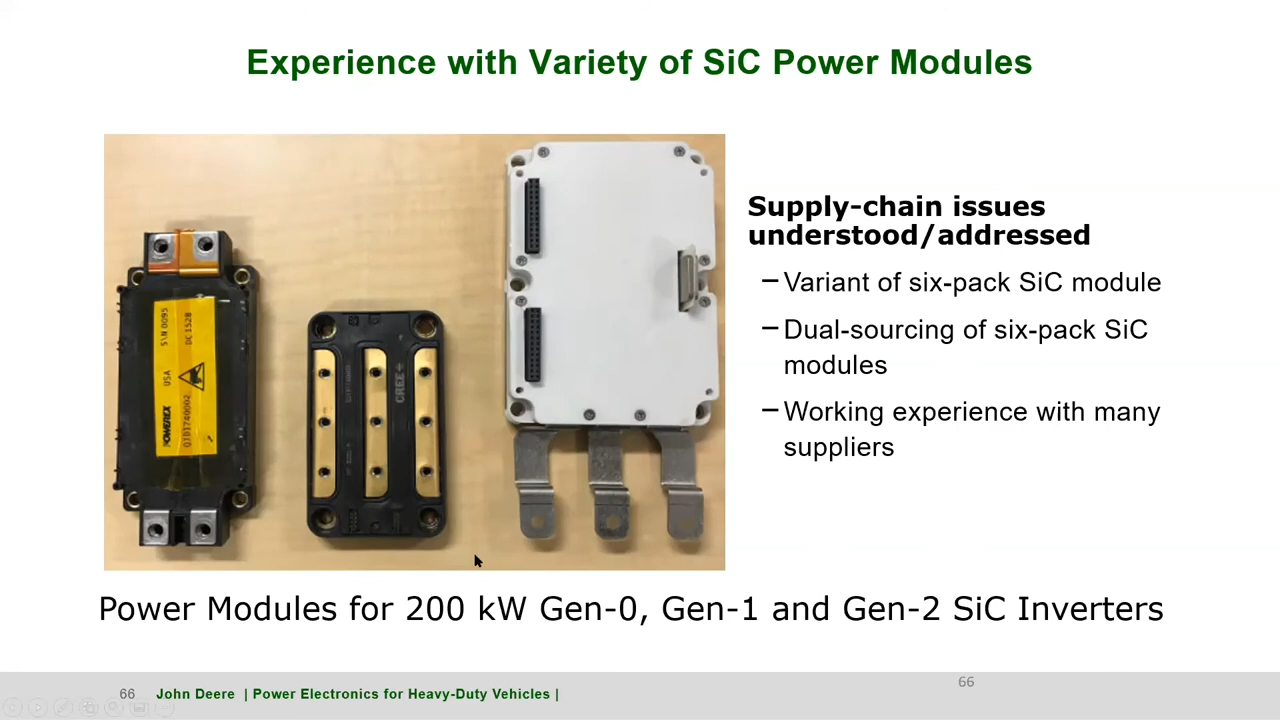 Experience with Variety of SiC Power Modules
S\N 0095
DC 1528
USA
POWEREX
CREE
Supply-chain issues
understood/addressed
– Variant of six-pack SiC module
– Dual-sourcing of six-pack SiC
modules
– Working experience with many
suppliers
Power Modules for 200 kW Gen-0, Gen-1 and Gen-2 SiC Inverters
66 John Deere | Power Electronics for Heavy-Duty Vehicles |
66